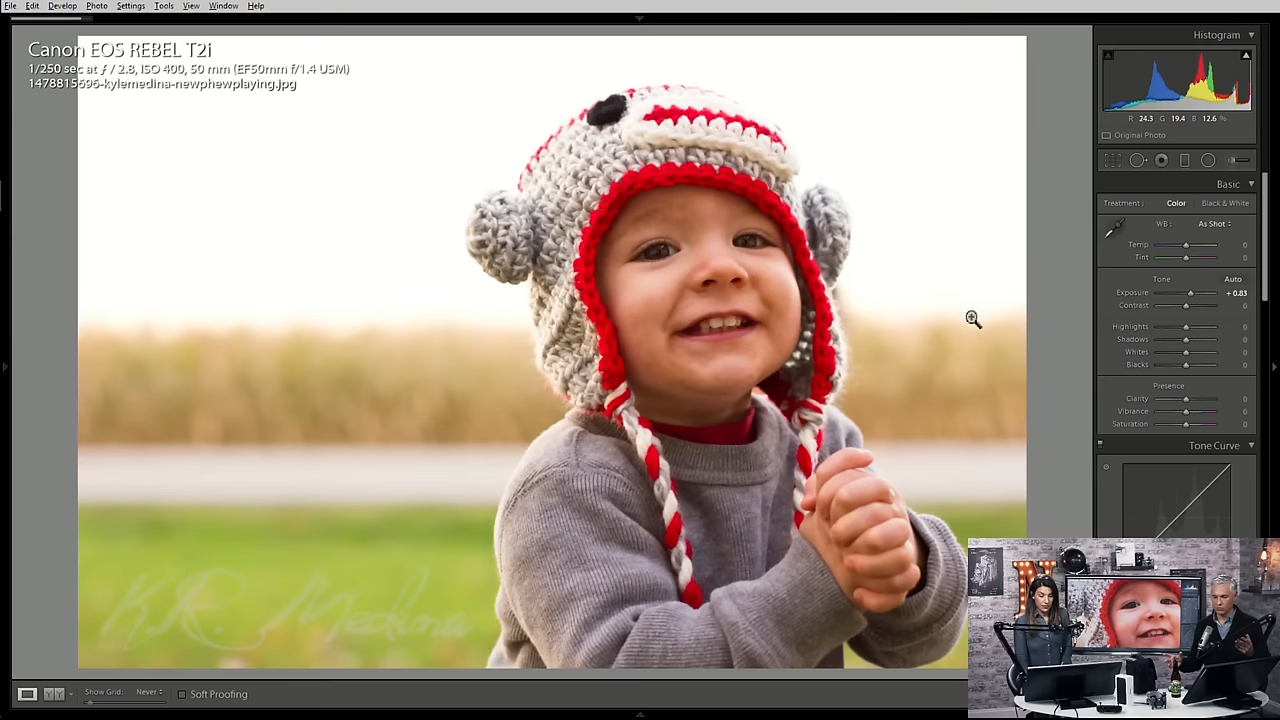 File Edit Develop Photo Settings Tools View Window Help
Canon EOS REBEL T2i
1/250 sec at ƒ / 2.8, ISO 400, 50 mm (EF50mm f/1.4 USM)
1478815696-kylemedina-newphewplaying.jpg
Histogram
R 24.3 G 19.4 B 12.6 %
Original Photo
Basic
Treatment : Color Black & White
WB : As Shot
Temp 0
Tint 0
Tone Auto
Exposure + 0.83
Contrast 0
Highlights 0
Shadows 0
Whites 0
Blacks 0
Presence
Clarity 0
Vibrance 0
Saturation 0
Tone Curve
Show Grid: Never
Soft Proofing